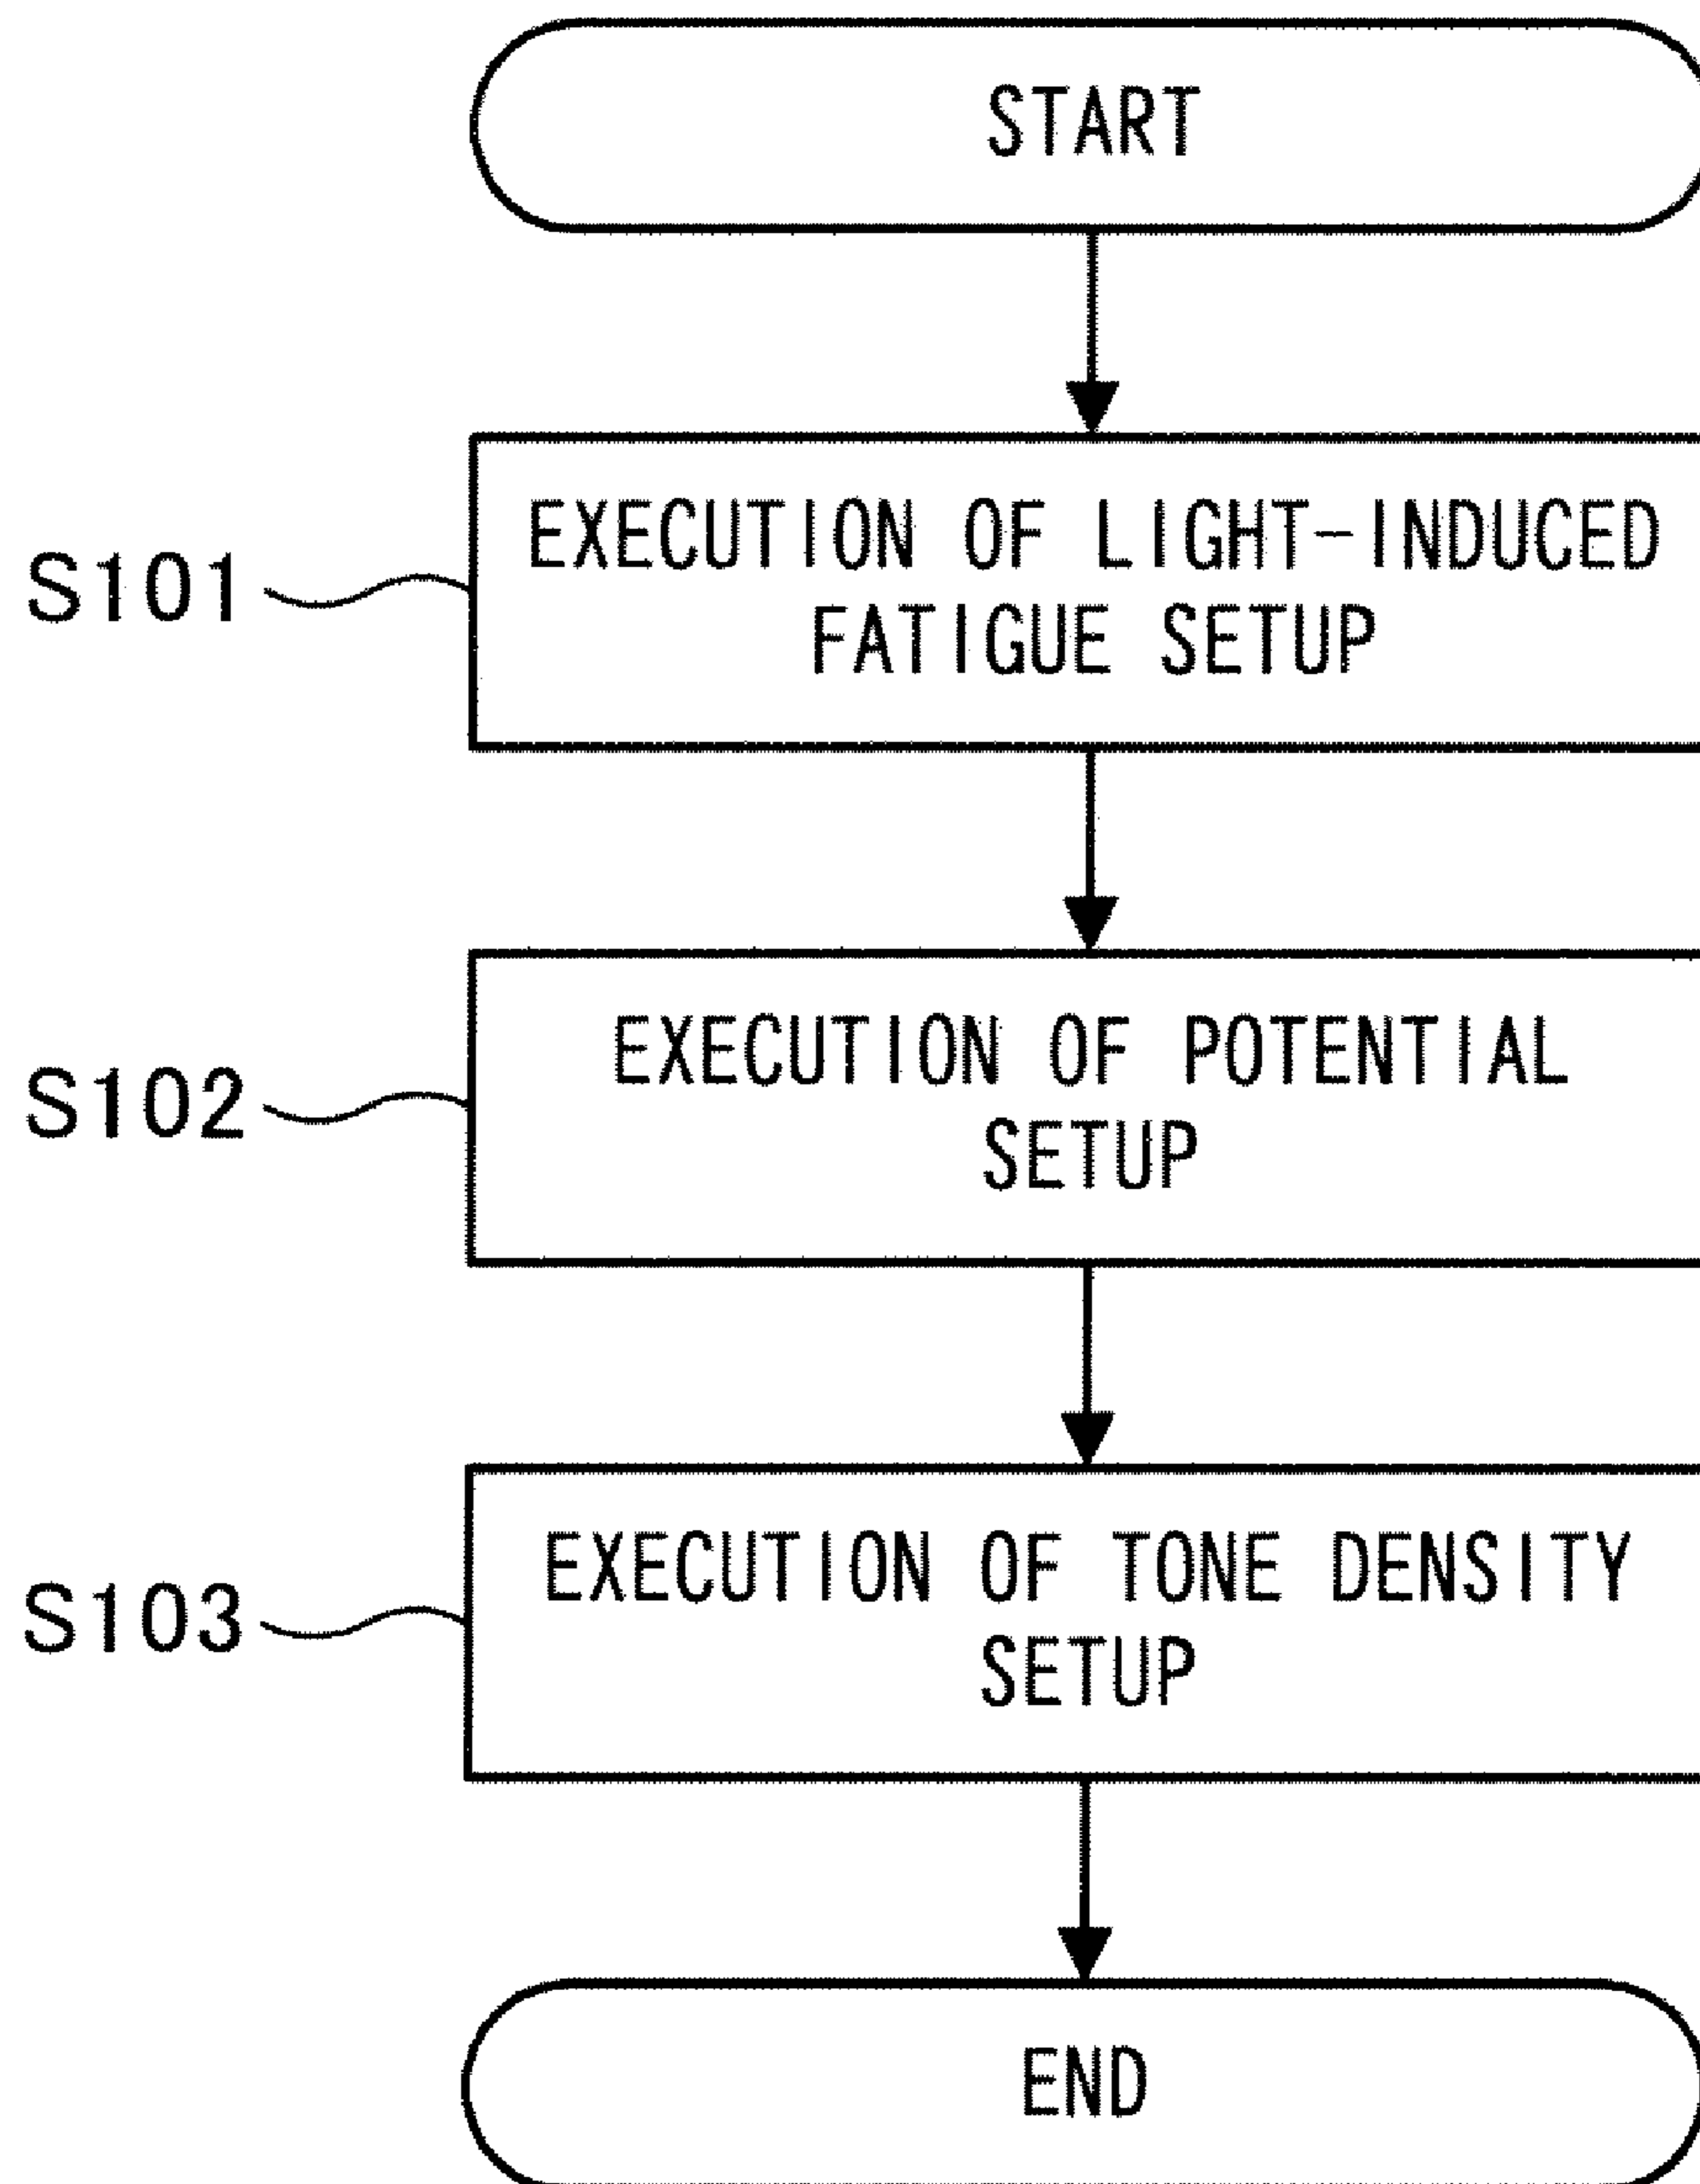 START
S101
EXECUTION OF LIGHT-INDUCED
FATIGUE SETUP
S102
EXECUTION OF POTENTIAL
SETUP
S103
EXECUTION OF TONE DENSITY
SETUP
END